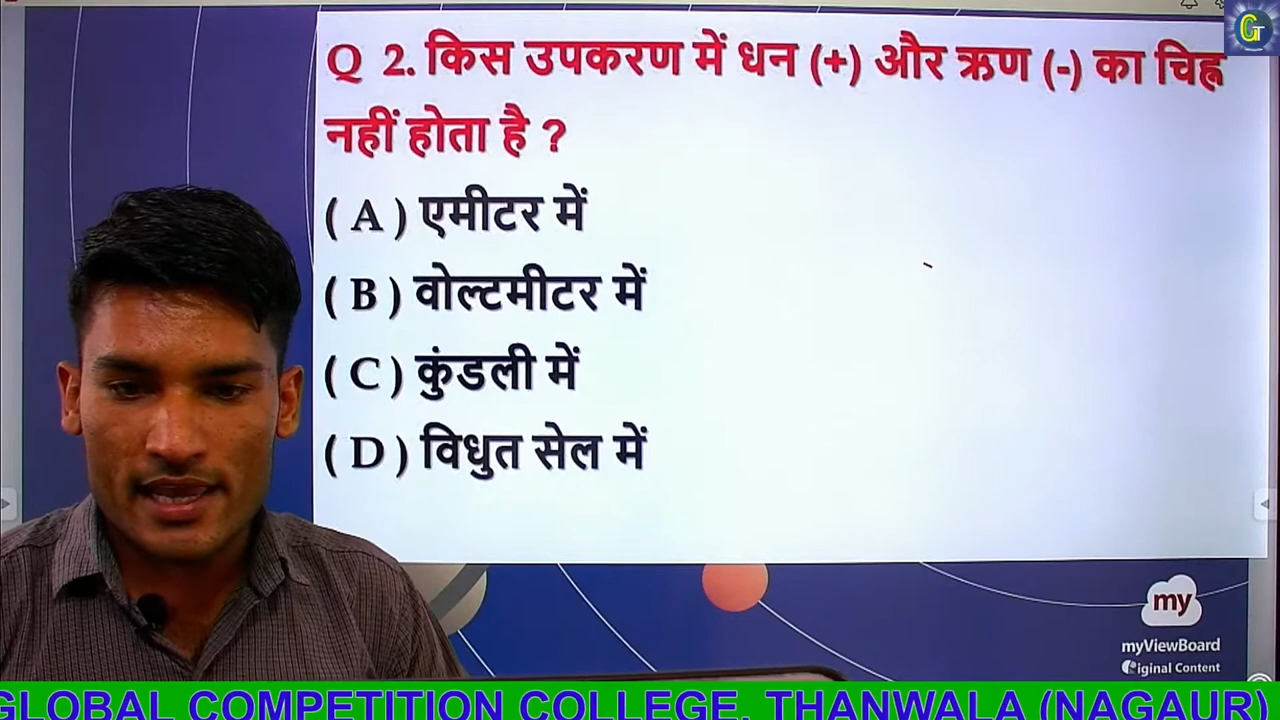 Q 2. किस उपकरण में धन (+) और ऋण (-) का चिह्न
नहीं होता है ?
( A ) एमीटर में
( B ) वोल्टमीटर में
( C ) कुंडली में
( D ) विधुत सेल में
my
myViewBoard
Original Content
GLOBAL COMPETITION COLLEGE, THANWALA (NAGAUR)